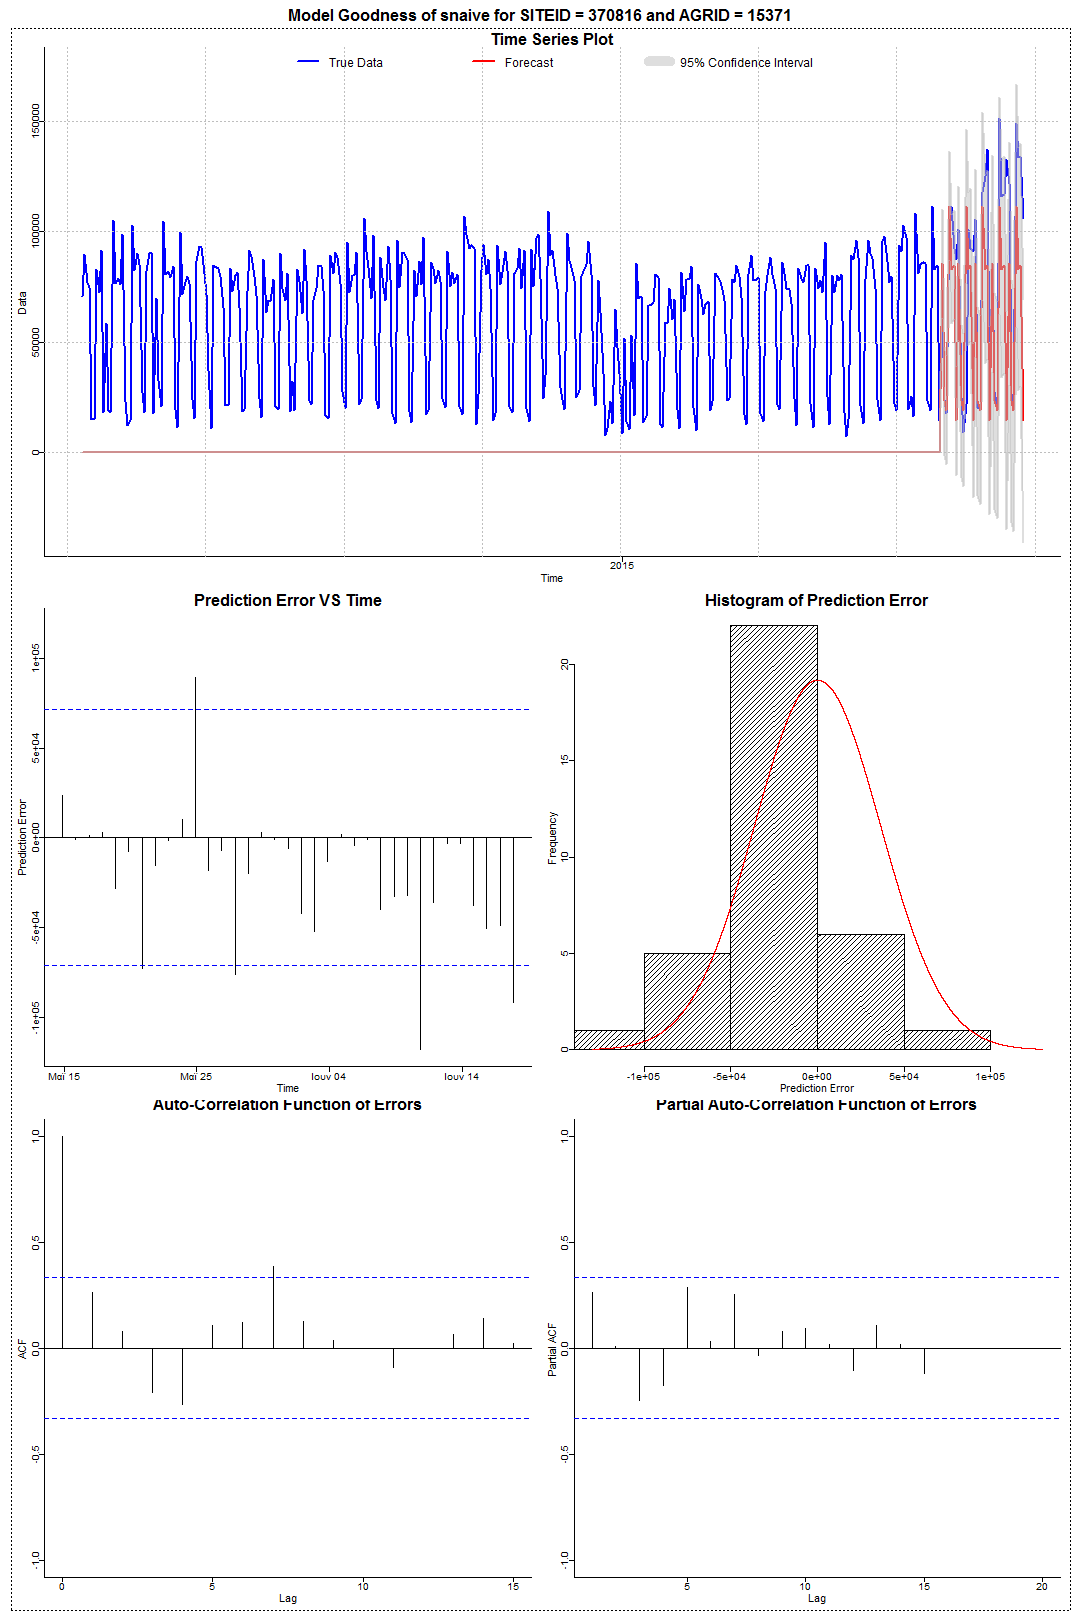 Model Goodness of snaive for SITEID = 370816 and AGRID = 15371
Time Series Plot
True Data
Forecast
95% Confidence Interval
Data
150000
100000
50000
0
2015
Time
Prediction Error VS Time
Prediction Error
1e+05
5e+04
0e+00
-5e+04
-1e+05
Μαϊ 15
Μαϊ 25
Ιουν 04
Ιουν 14
Time
Histogram of Prediction Error
Frequency
20
15
10
5
0
-1e+05
-5e+04
0e+00
5e+04
1e+05
Prediction Error
Auto-Correlation Function of Errors
ACF
1.0
0.5
0.0
-0.5
-1.0
0
5
10
15
Lag
Partial Auto-Correlation Function of Errors
Partial ACF
1.0
0.5
0.0
-0.5
-1.0
5
10
15
20
Lag